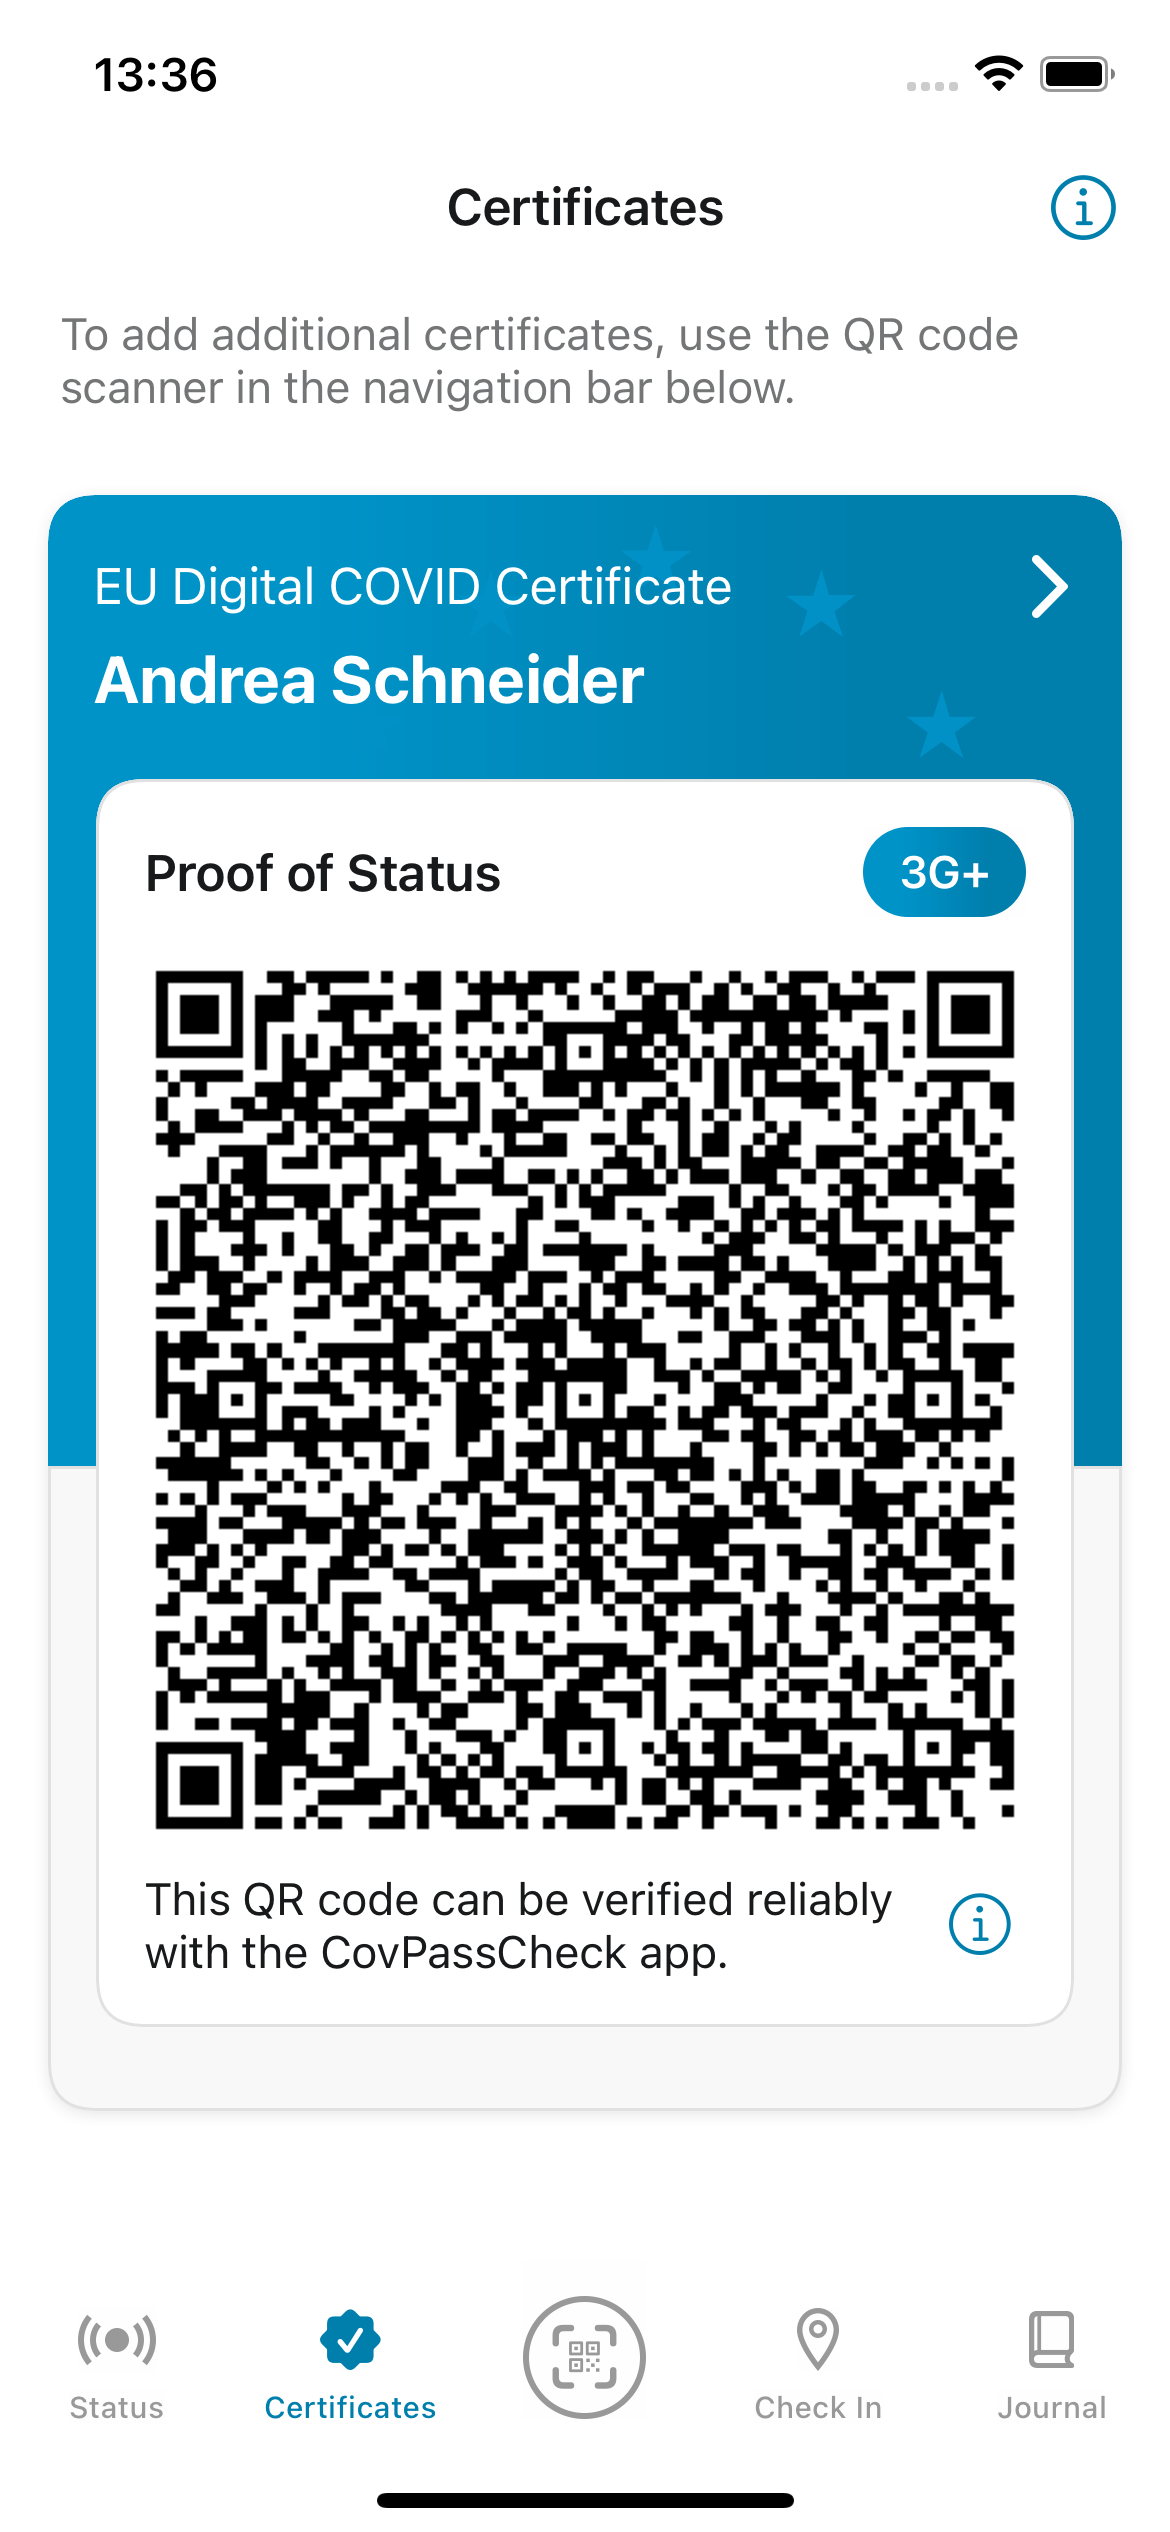 13:36
Certificates
To add additional certificates, use the QR code
scanner in the navigation bar below.
EU Digital COVID Certificate
Andrea Schneider
Proof of Status
3G+
This QR code can be verified reliably
with the CovPassCheck app.
Status
Certificates
Check In
Journal